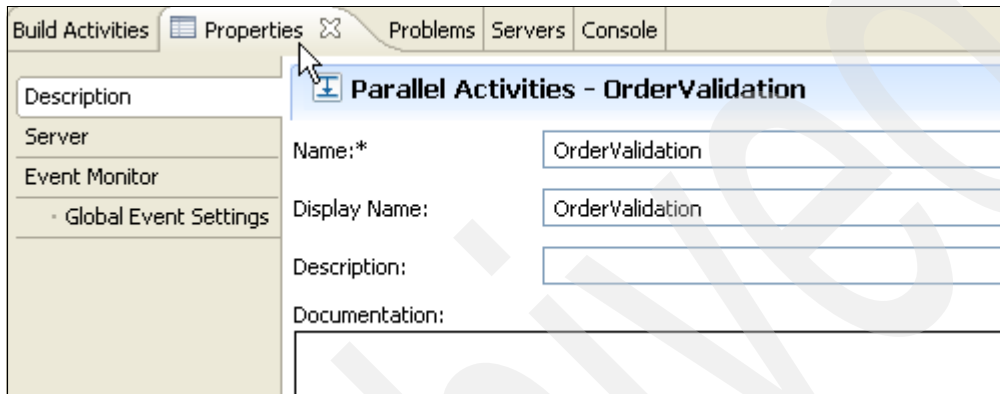 Build Activities Properties Problems Servers Console
Description
Server
Event Monitor
Global Event Settings
Parallel Activities - OrderValidation
Name:* OrderValidation
Display Name: OrderValidation
Description:
Documentation: